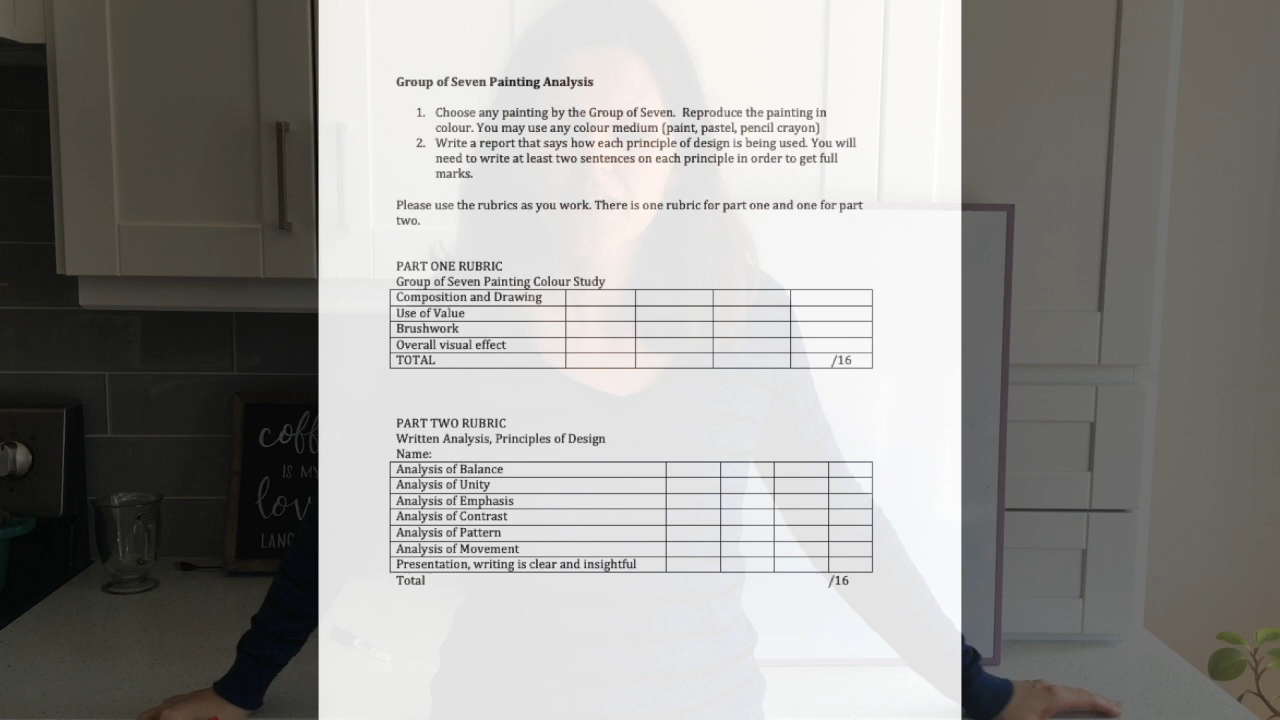 Group of Seven Painting Analysis
1. Choose any painting by the Group of Seven. Reproduce the painting in
colour. You may use any colour medium (paint, pastel, pencil crayon)
2. Write a report that says how each principle of design is being used. You will
need to write at least two sentences on each principle in order to get full
marks.
Please use the rubrics as you work. There is one rubric for part one and one for part
two.
PART ONE RUBRIC
Group of Seven Painting Colour Study
Composition and Drawing
Use of Value
Brushwork
Overall visual effect
TOTAL /16
PART TWO RUBRIC
Written Analysis, Principles of Design
Name:
Analysis of Balance
Analysis of Unity
Analysis of Emphasis
Analysis of Contrast
Analysis of Pattern
Analysis of Movement
Presentation, writing is clear and insightful
Total /16
IS MY